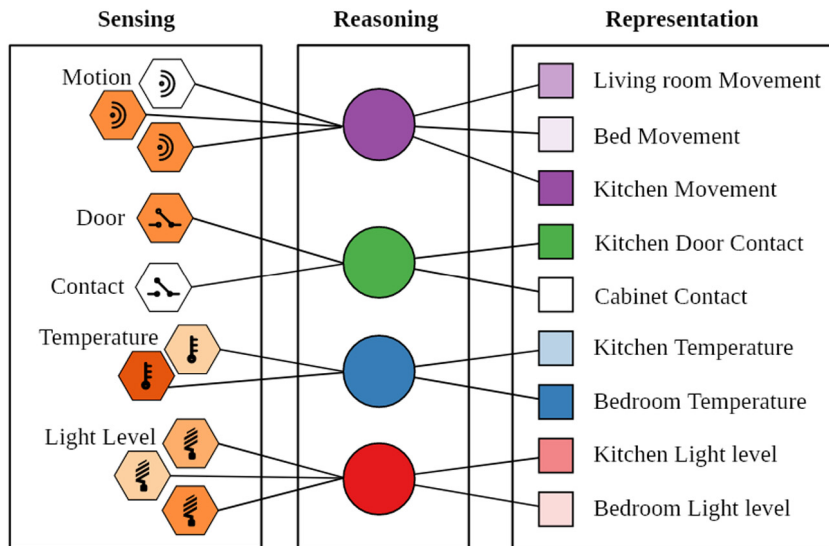 Sensing
Reasoning
Representation
Motion
Door
Contact
Temperature
Light Level
Living room Movement
Bed Movement
Kitchen Movement
Kitchen Door Contact
Cabinet Contact
Kitchen Temperature
Bedroom Temperature
Kitchen Light level
Bedroom Light level